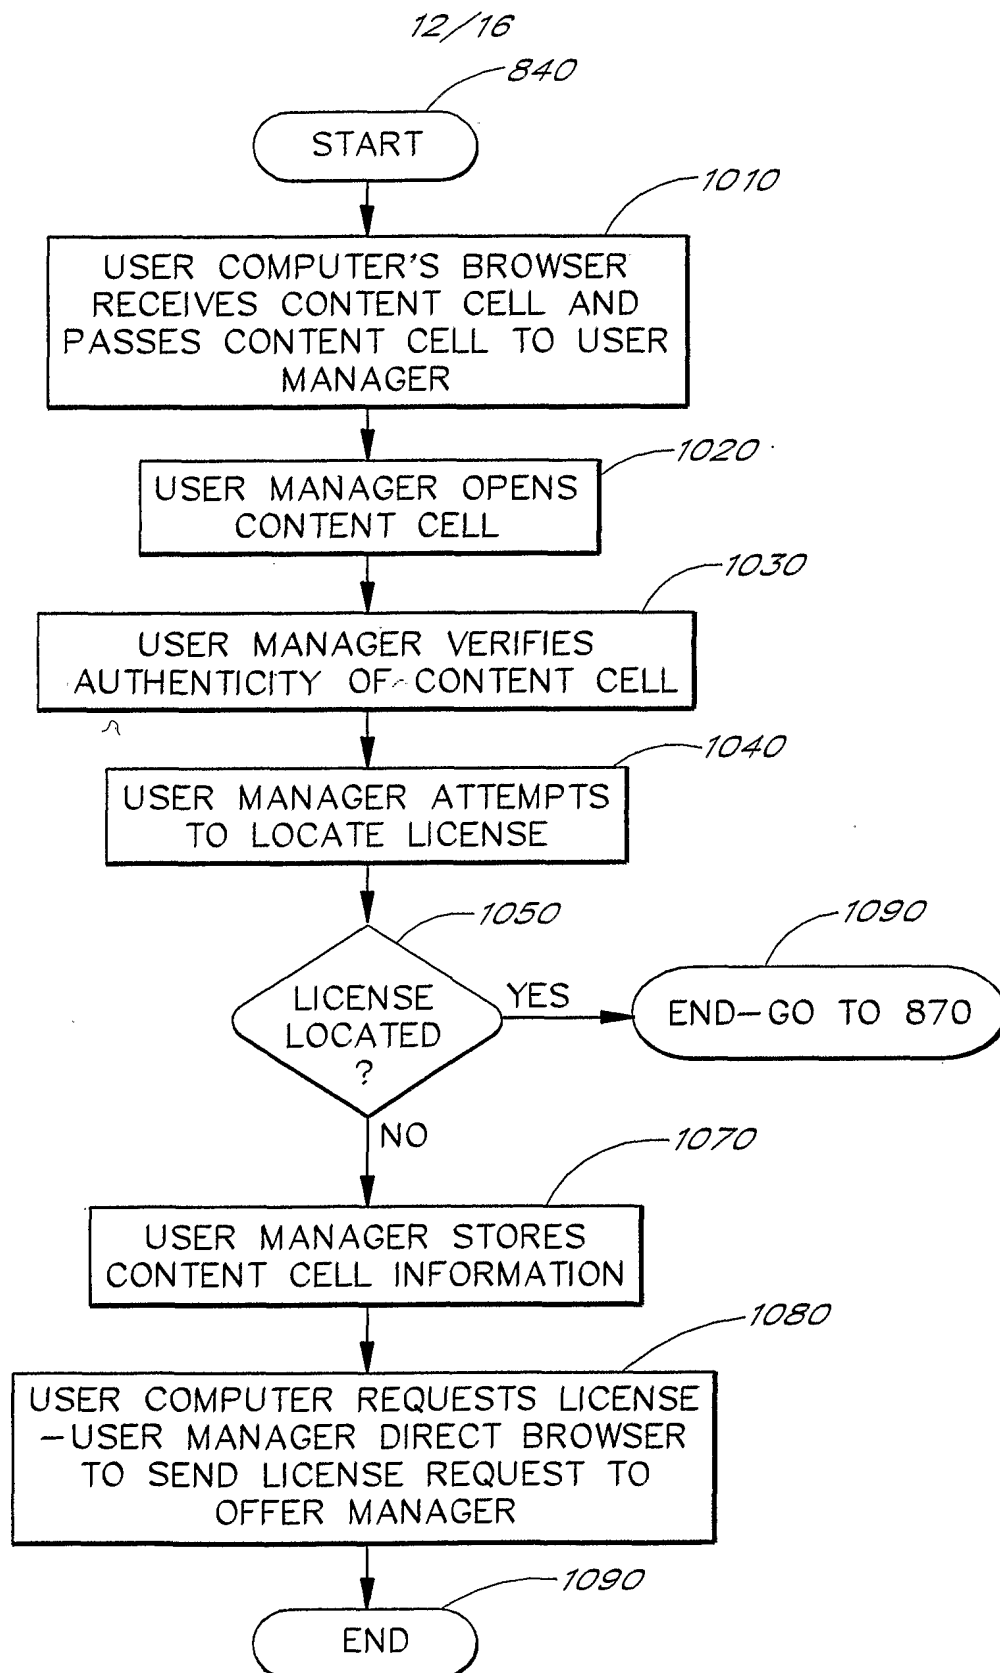 12/16
840
START
1010
USER COMPUTER'S BROWSER
RECEIVES CONTENT CELL AND
PASSES CONTENT CELL TO USER
MANAGER
1020
USER MANAGER OPENS
CONTENT CELL
1030
USER MANAGER VERIFIES
AUTHENTICITY OF CONTENT CELL
1040
USER MANAGER ATTEMPTS
TO LOCATE LICENSE
1050
LICENSE
LOCATED
?
YES
1090
END-GO TO 870
NO
1070
USER MANAGER STORES
CONTENT CELL INFORMATION
1080
USER COMPUTER REQUESTS LICENSE
-USER MANAGER DIRECT BROWSER
TO SEND LICENSE REQUEST TO
OFFER MANAGER
1090
END